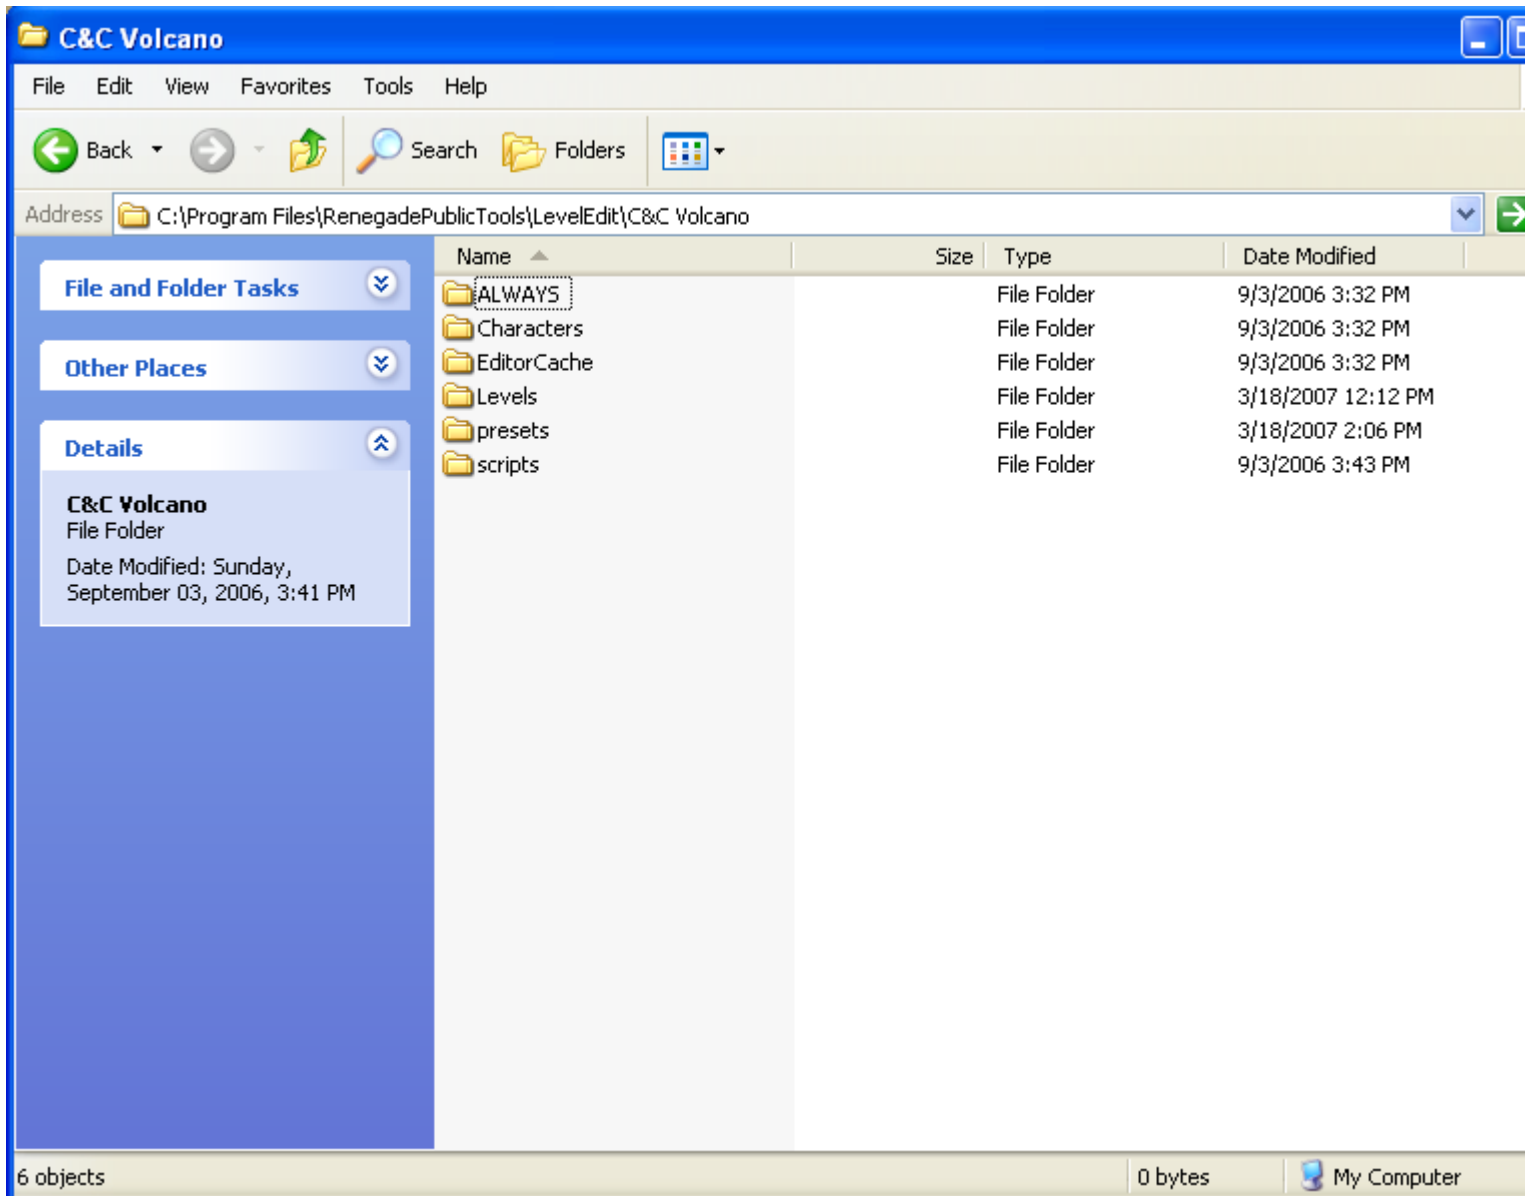 C&C Volcano
File Edit View Favorites Tools Help
Back Search Folders
Address C:\Program Files\RenegadePublicTools\LevelEdit\C&C Volcano
Name Size Type Date Modified
File and Folder Tasks
Other Places
Details
C&C Volcano
File Folder
Date Modified: Sunday,
September 03, 2006, 3:41 PM
ALWAYS File Folder 9/3/2006 3:32 PM
Characters File Folder 9/3/2006 3:32 PM
EditorCache File Folder 9/3/2006 3:32 PM
Levels File Folder 3/18/2007 12:12 PM
presets File Folder 3/18/2007 2:06 PM
scripts File Folder 9/3/2006 3:43 PM
6 objects 0 bytes My Computer